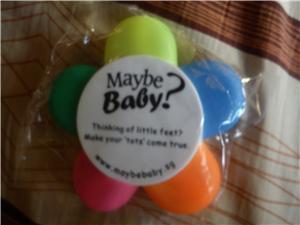 Maybe
Baby?
Thinking of little feet?
Make your 'tots' come true.
www.maybebaby.sg